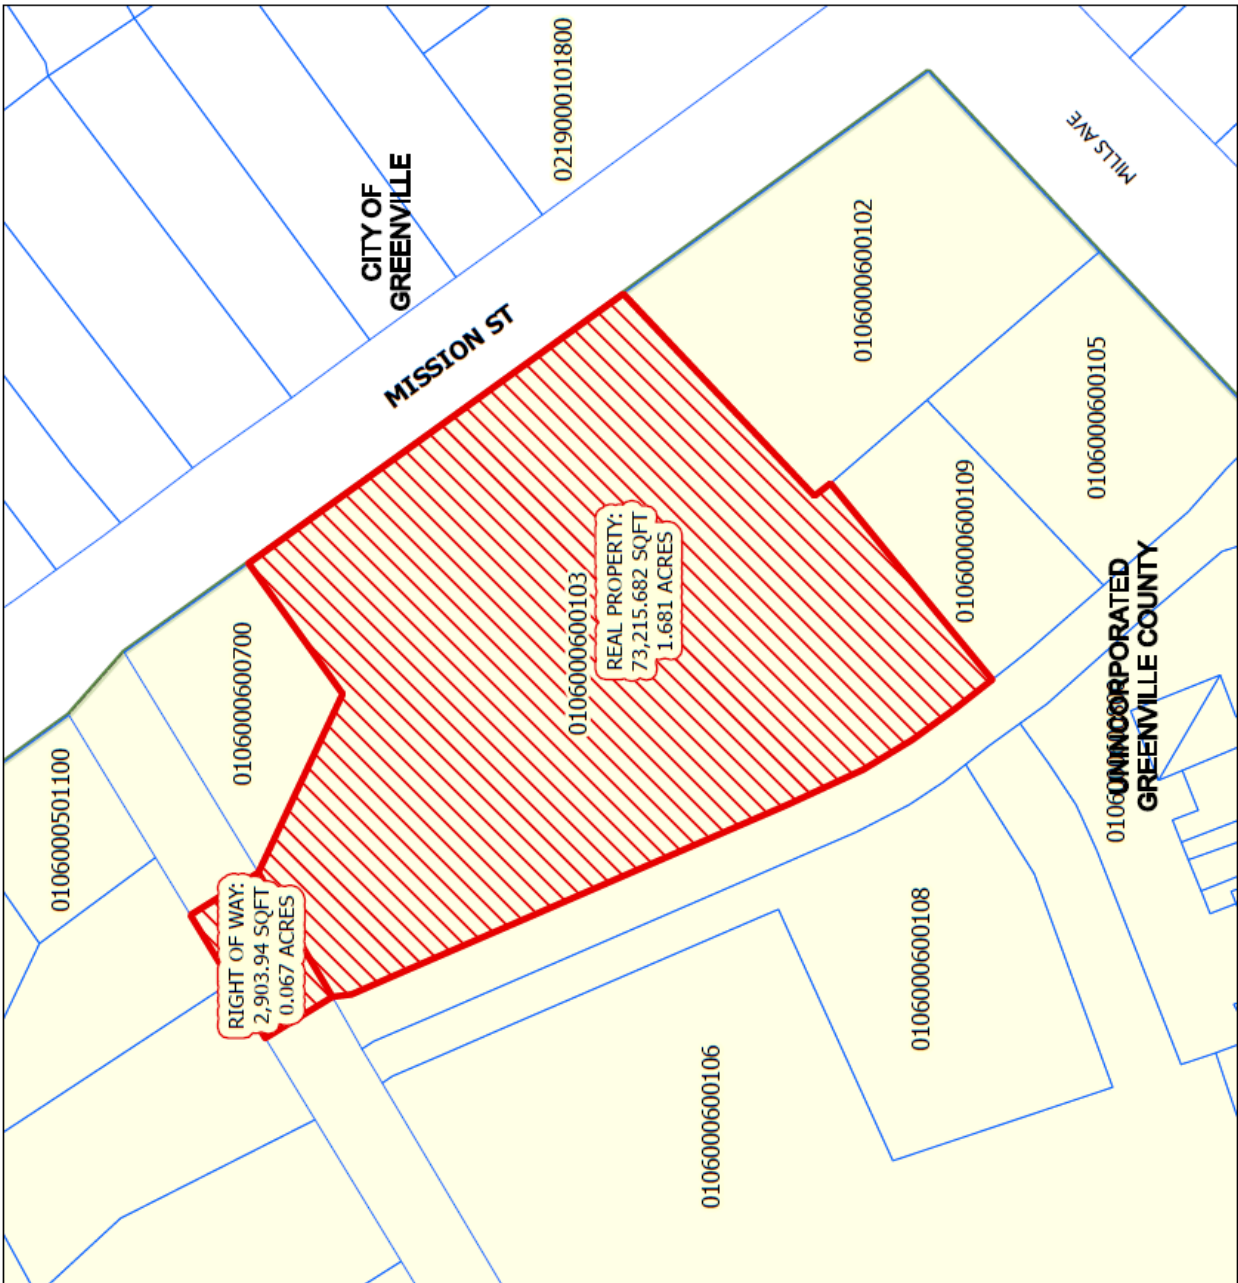 0219000101800
CITY OF
GREENVILLE
MILLS AVE
MISSION ST
0106000600102
0106000600105
0106000600109
0106000600103
REAL PROPERTY:
73,215.682 SQFT
1.681 ACRES
0106000600700
0106000501100
RIGHT OF WAY:
2,903.94 SQFT
0.067 ACRES
UNINCORPORATED
GREENVILLE COUNTY
0106000600108
0106000600106